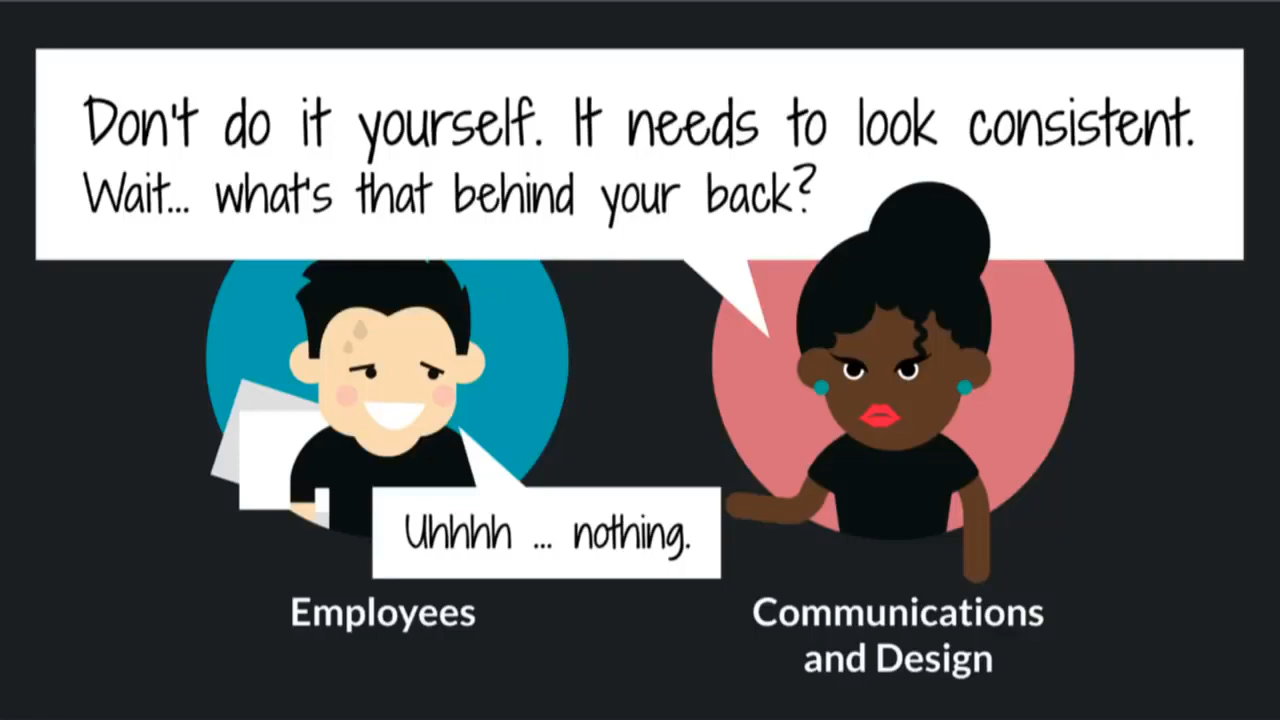 Don't do it yourself. It needs to look consistent.
Wait... what's that behind your back?
Uhhhh ... nothing.
Employees
Communications
and Design